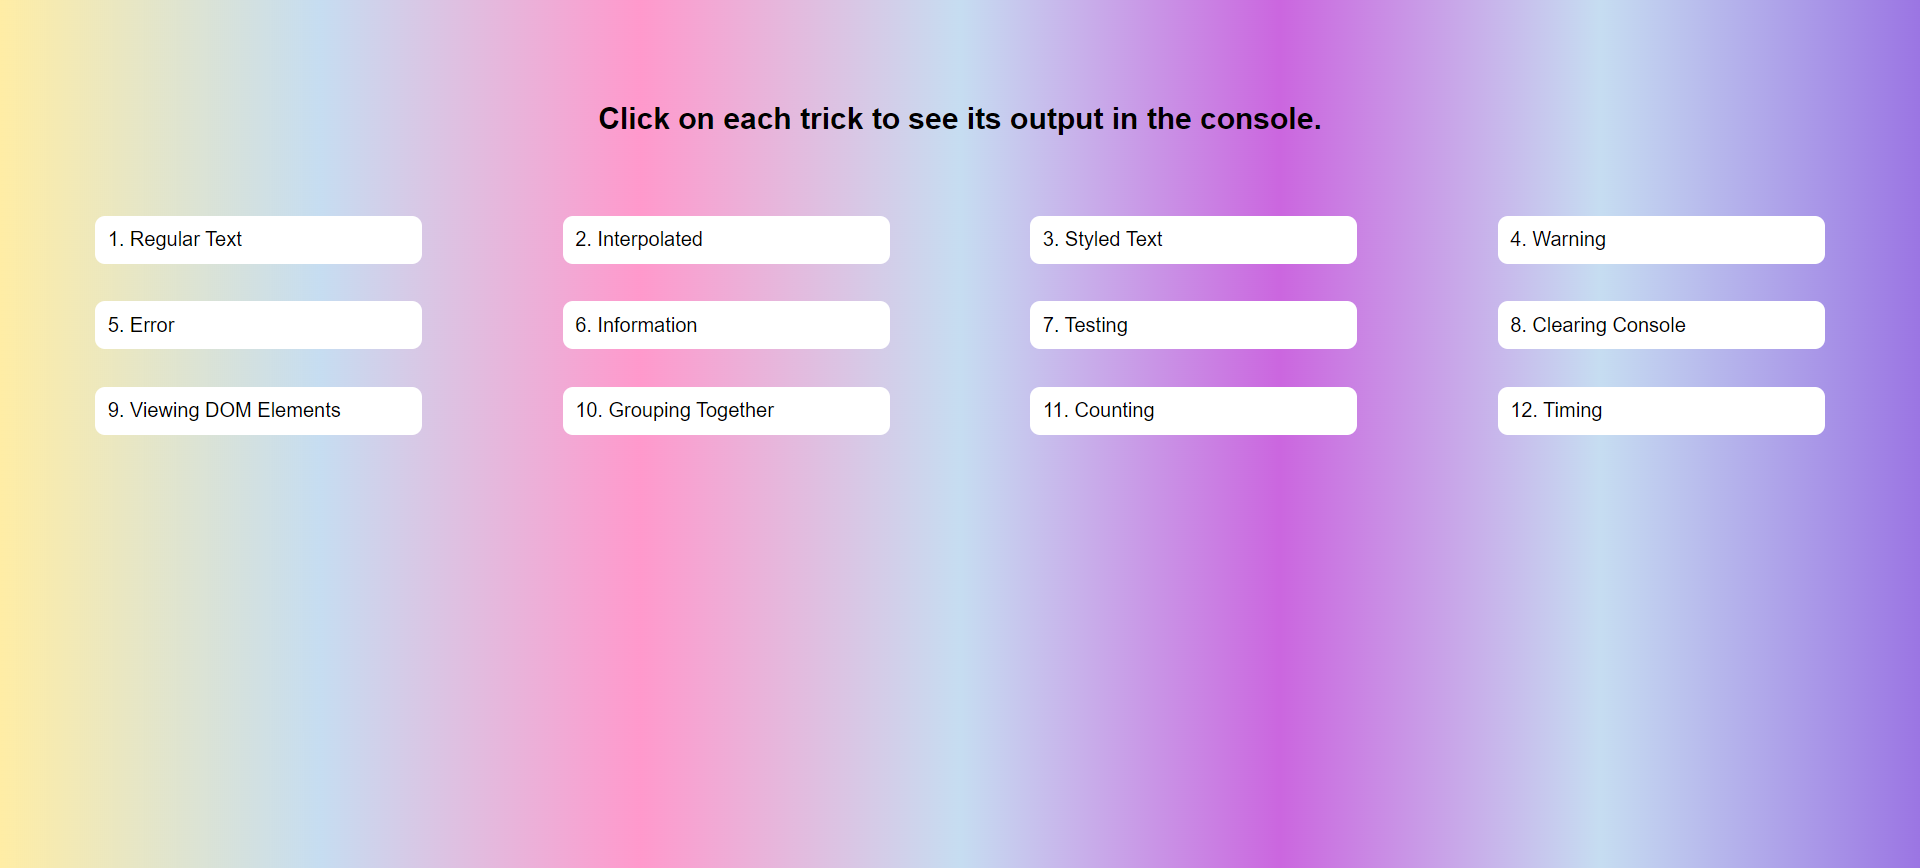 Click on each trick to see its output in the console.
1. Regular Text
2. Interpolated
3. Styled Text
4. Warning
5. Error
6. Information
7. Testing
8. Clearing Console
9. Viewing DOM Elements
10. Grouping Together
11. Counting
12. Timing